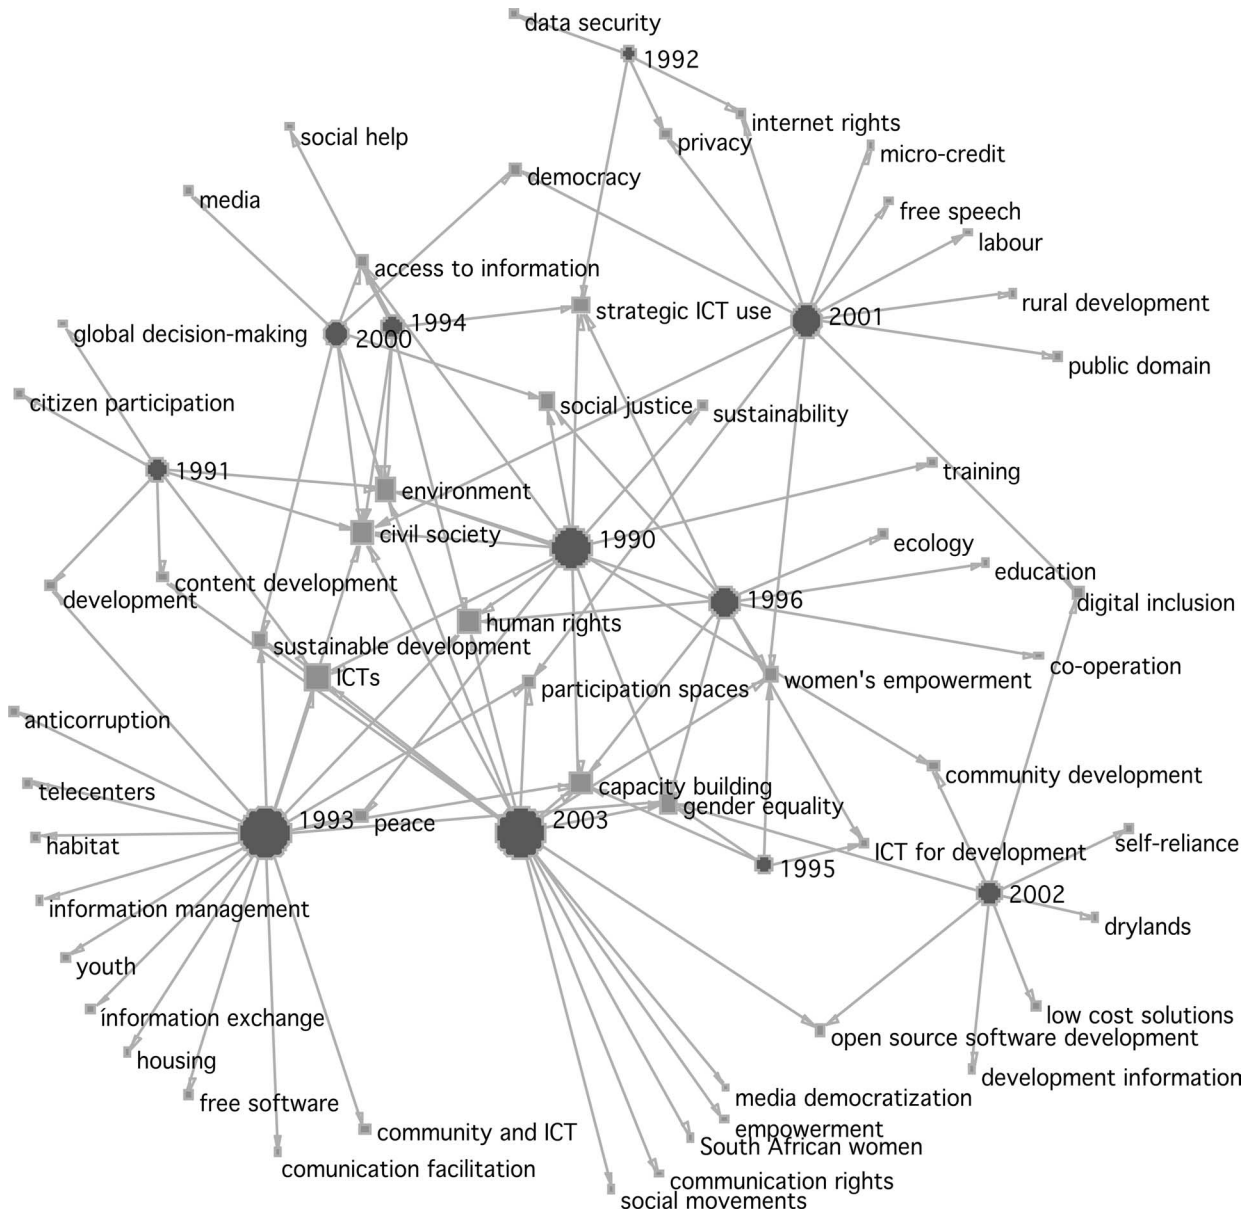 data security
1992
internet rights
social help
privacy
micro-credit
democracy
media
free speech
labour
access to information
rural development
strategic ICT use
2001
1994
global decision-making
2000
public domain
citizen participation
social justice
sustainability
1991
training
environment
civil society
1990
ecology
education
content development
development
1996
digital inclusion
human rights
sustainable development
co-operation
ICTs
women's empowerment
participation spaces
anticorruption
community development
capacity building
telecenters
gender equality
1993
peace
2003
self-reliance
habitat
ICT for development
1995
2002
information management
drylands
youth
information exchange
low cost solutions
open source software development
housing
development information
free software
media democratization
community and ICT
empowerment
South African women
comunication facilitation
communication rights
social movements